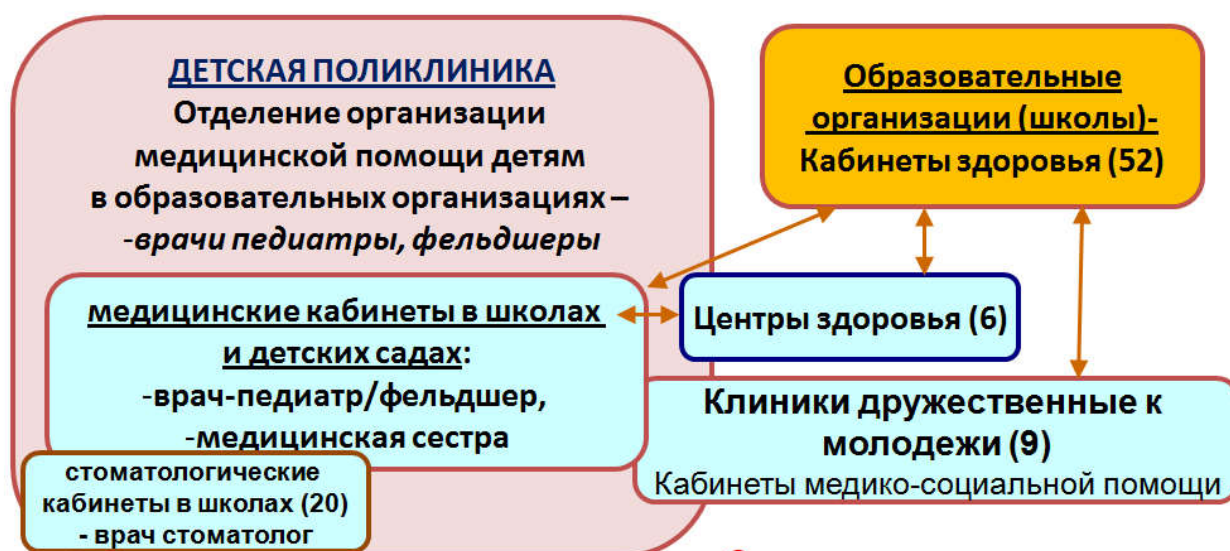 ДЕТСКАЯ ПОЛИКЛИНИКА
Отделение организации
медицинской помощи детям
в образовательных организациях –
-врачи педиатры, фельдшеры
медицинские кабинеты в школах
и детских садах:
-врач-педиатр/фельдшер,
-медицинская сестра
стоматологические
кабинеты в школах (20)
- врач стоматолог
Образовательные
организации (школы)-
Кабинеты здоровья (52)
Центры здоровья (6)
Клиники дружественные к
молодежи (9)
Кабинеты медико-социальной помощи